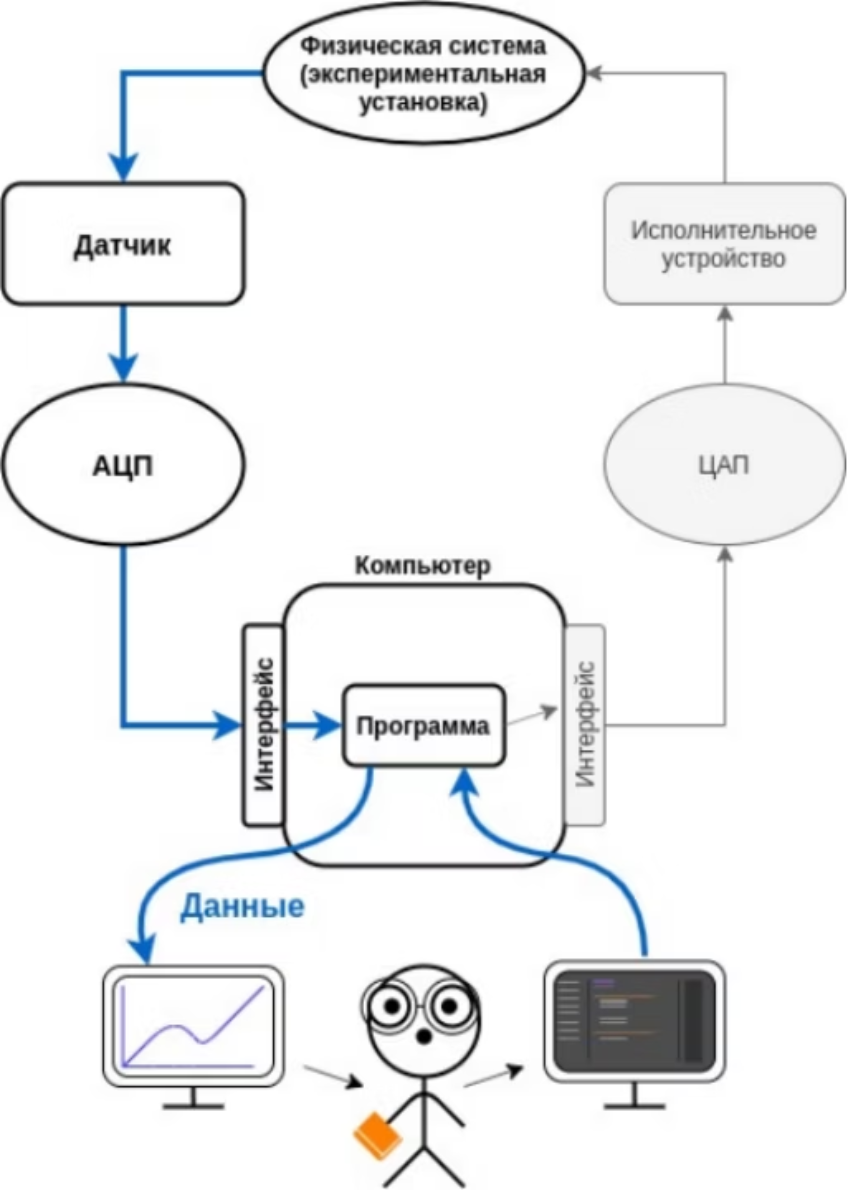 Физическая система
(экспериментальная
установка)
Датчик
Исполнительное
устройство
АЦП
ЦАП
Компьютер
Интерфейс
Программа
Интерфейс
Данные